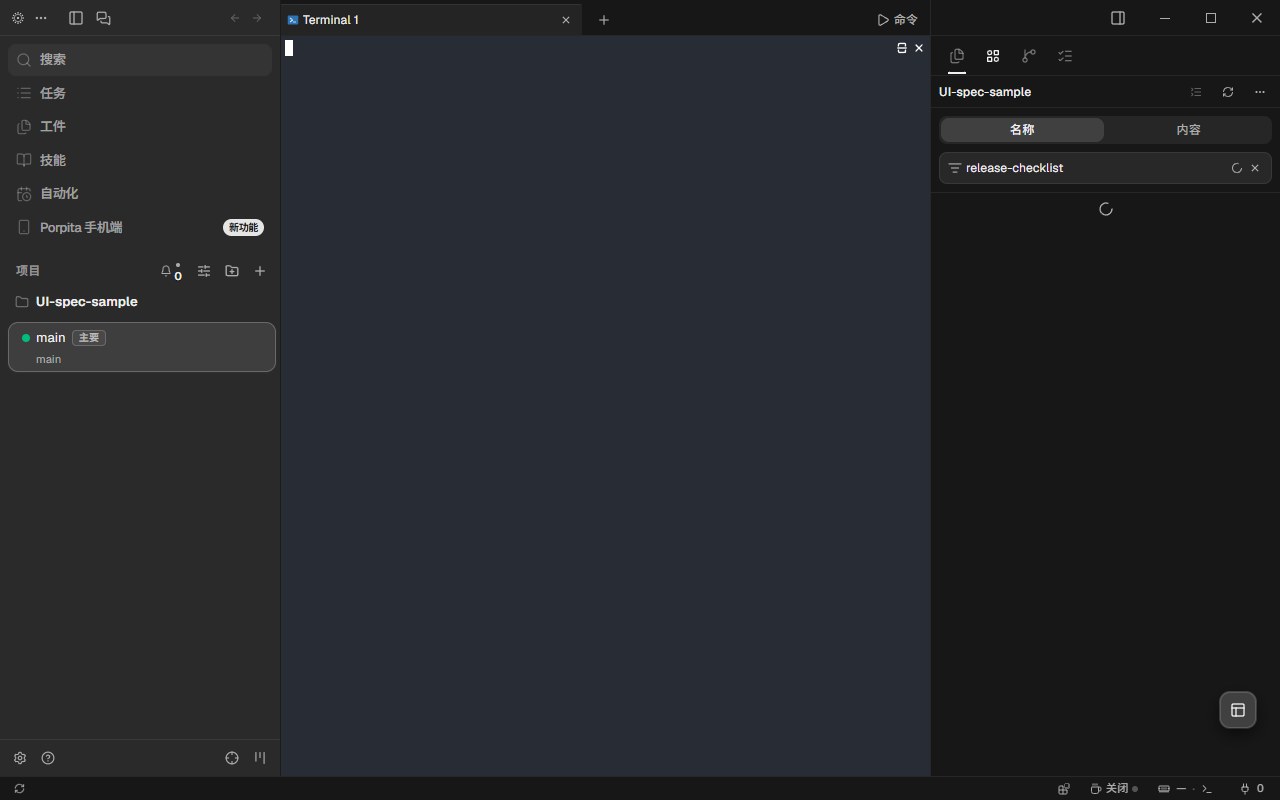 Terminal 1
命令
搜索
任务
工件
技能
自动化
Porpita 手机端
新功能
项目
0
UI-spec-sample
main
主要
main
UI-spec-sample
名称
内容
release-checklist
关闭
0